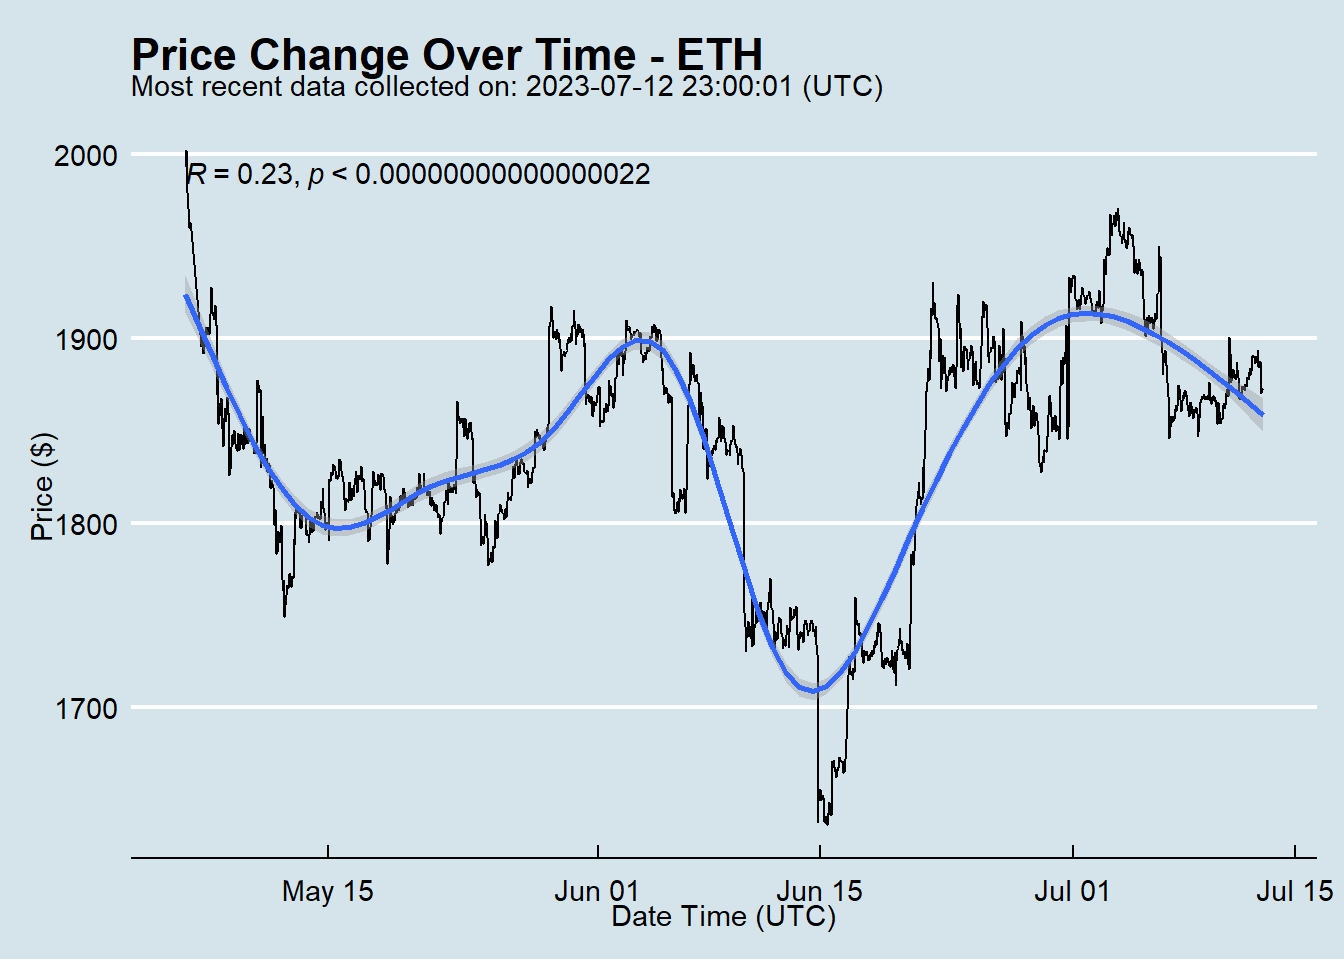 Price Change Over Time - ETH
Most recent data collected on: 2023-07-12 23:00:01 (UTC)
R = 0.23, p < 0.00000000000000022
2000
1900
1800
1700
Price ($)
May 15
Jun 01
Jun 15
Jul 01
Jul 15
Date Time (UTC)